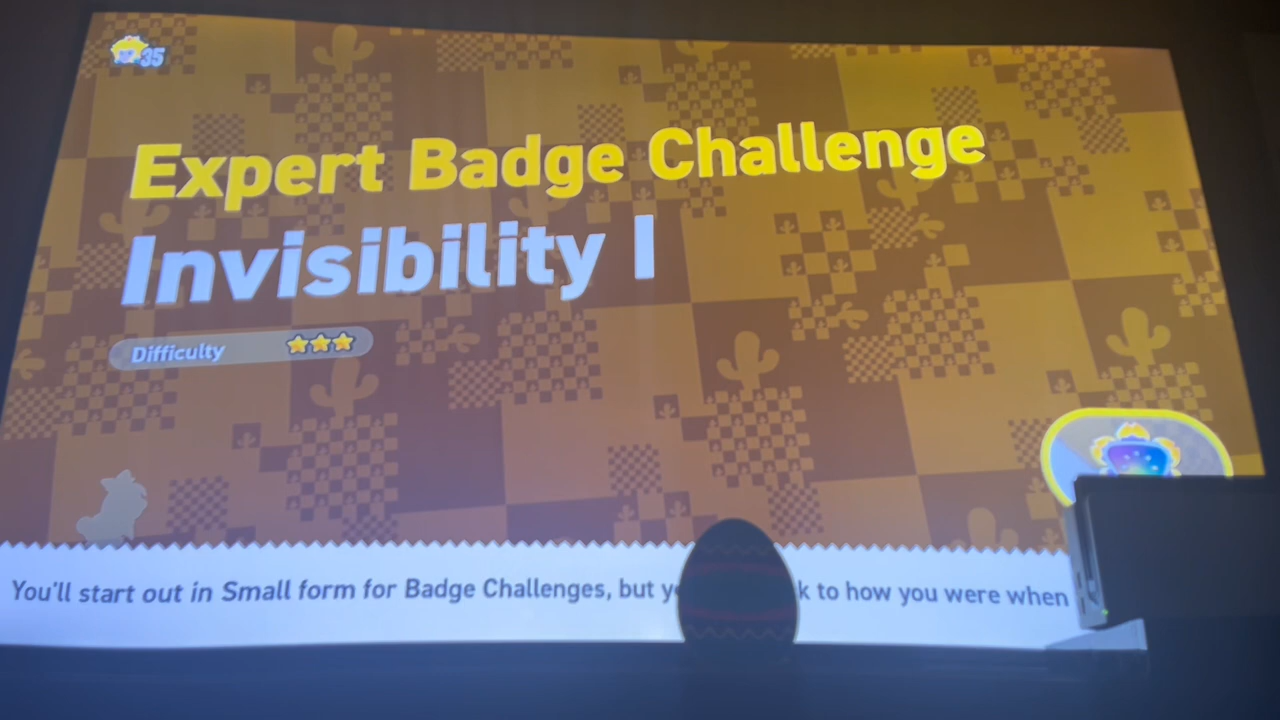 35
Expert Badge Challenge
Invisibility I
Difficulty
You'll start out in Small form for Badge Challenges, but k to how you were when